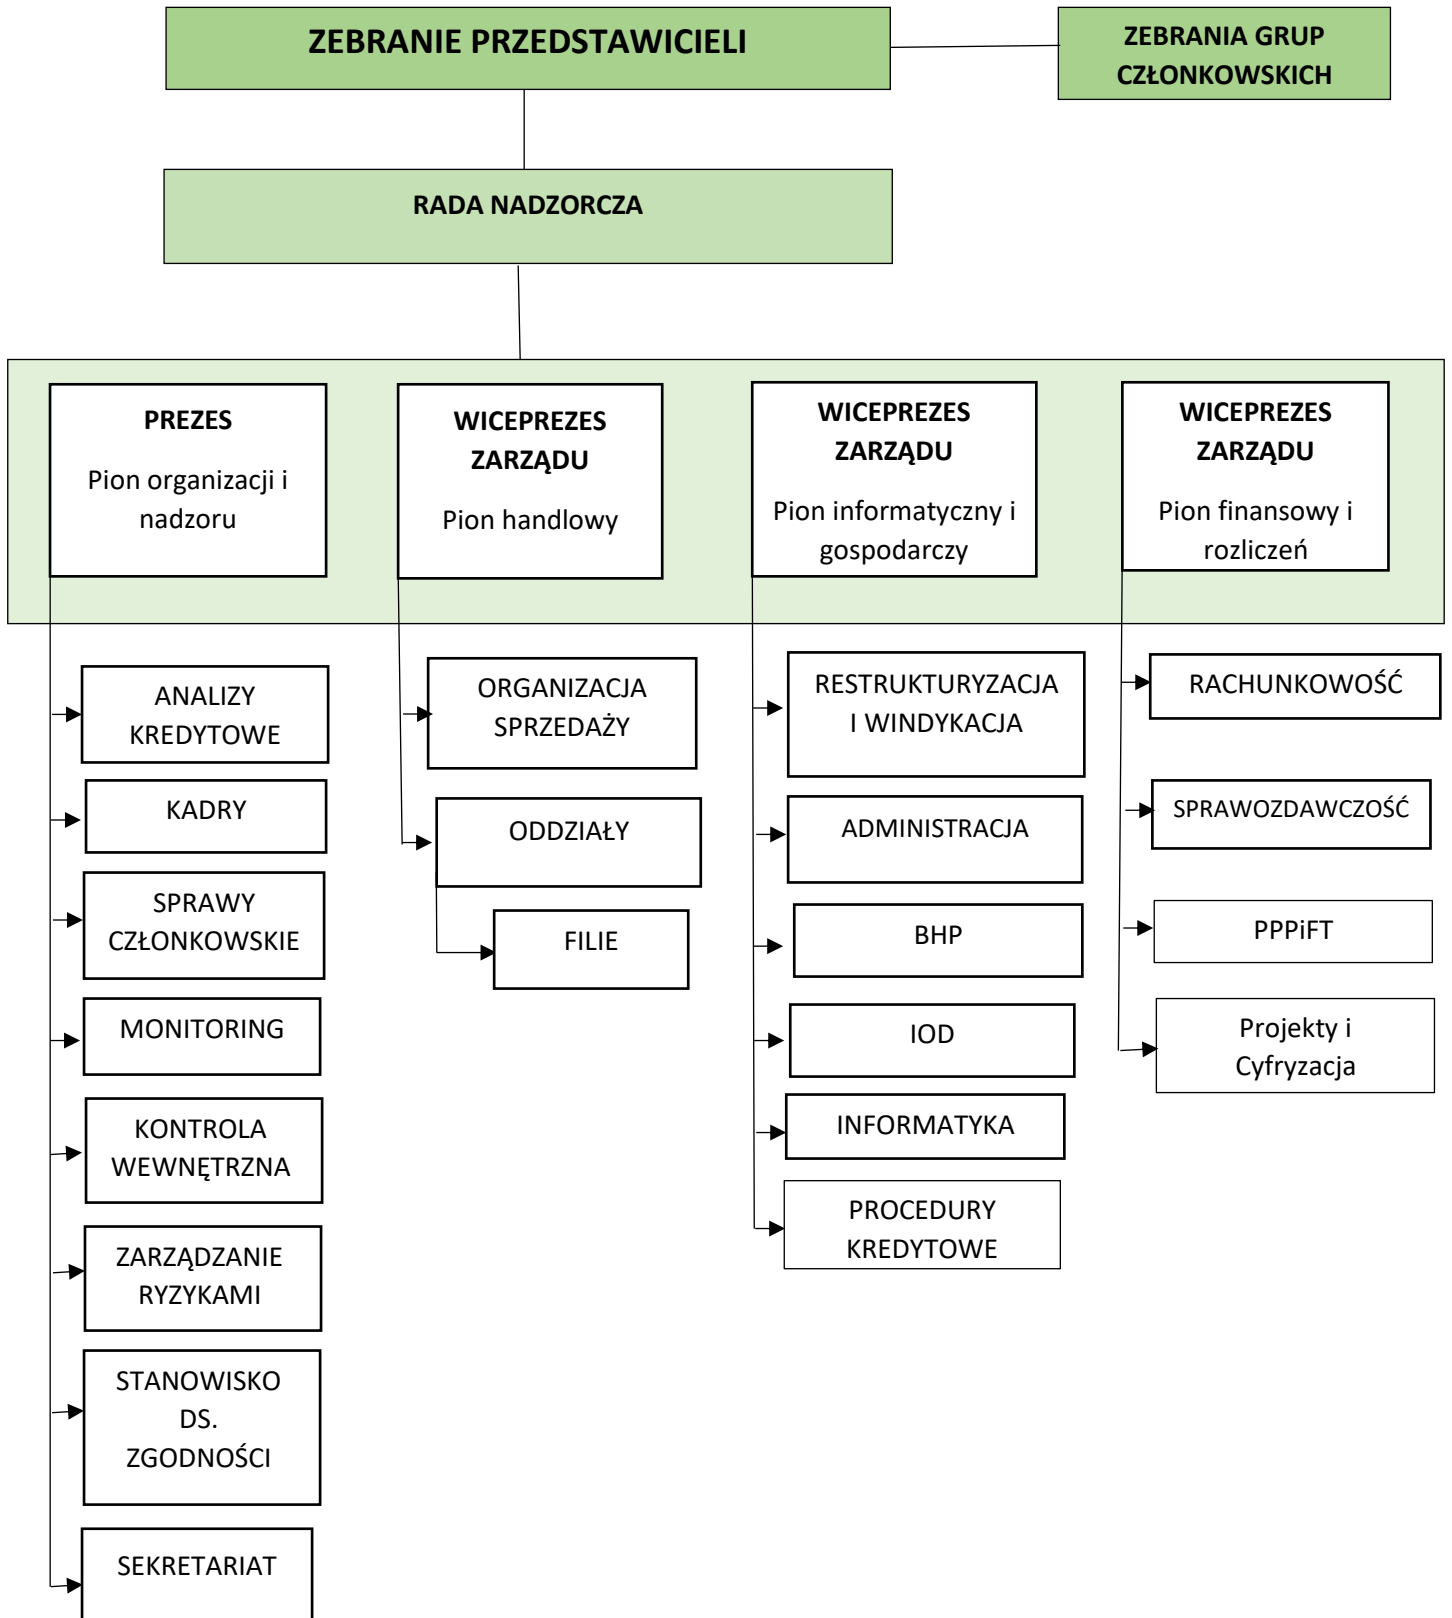 ZEBRANIE PRZEDSTAWICIELI
ZEBRANIA GRUP
CZŁONKOWSKICH
RADA NADZORCZA
PREZES
Pion organizacji i
nadzoru
WICEPREZES
ZARZĄDU
Pion handlowy
WICEPREZES
ZARZĄDU
Pion informatyczny i
gospodarczy
WICEPREZES
ZARZĄDU
Pion finansowy i
rozliczeń
ANALIZY
KREDYTOWE
KADRY
SPRAWY
CZŁONKOWSKIE
MONITORING
KONTROLA
WEWNĘTRZNA
ZARZĄDZANIE
RYZYKAMI
STANOWISKO
DS.
ZGODNOŚCI
SEKRETARIAT
ORGANIZACJA
SPRZEDAŻY
ODDZIAŁY
FILIE
RESTRUKTURYZACJA
I WINDYKACJA
ADMINISTRACJA
BHP
IOD
INFORMATYKA
PROCEDURY
KREDYTOWE
RACHUNKOWOŚĆ
SPRAWOZDAWCZOŚĆ
PPPiFT
Projekty i
Cyfryzacja